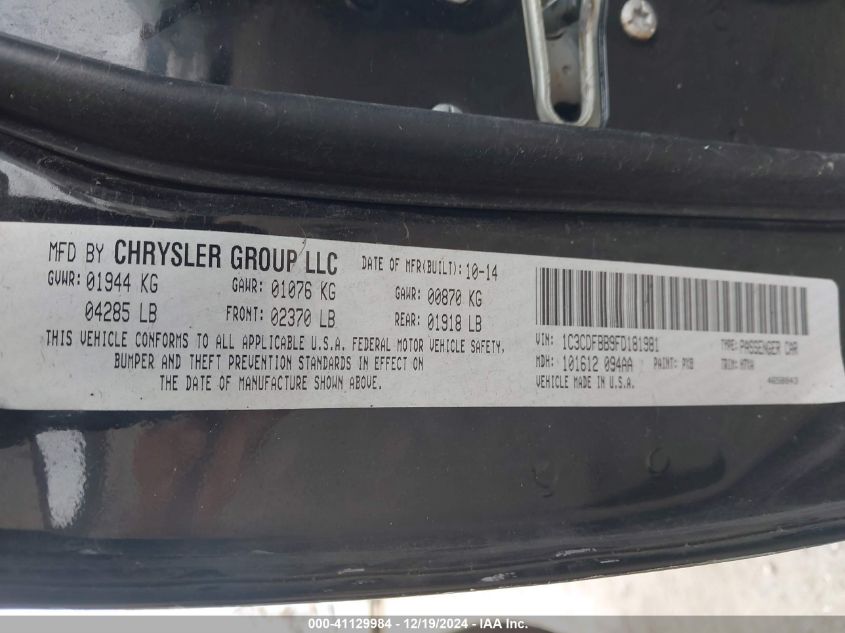 MFD BY CHRYSLER GROUP LLC DATE OF MFR(BUILT): 10-14
GVWR: 01944 KG GAWR: 01076 KG GAWR: 00870 KG
04285 LB FRONT: 02370 LB REAR: 01918 LB
THIS VEHICLE CONFORMS TO ALL APPLICABLE U.S.A. FEDERAL MOTOR VEHICLE SAFETY,
BUMPER AND THEFT PREVENTION STANDARDS IN EFFECT ON
THE DATE OF MANUFACTURE SHOWN ABOVE.
VIN: 1C3CDFBB9FD181981 TYPE: PASSENGER CAR
MDH: 101612 094AA PAINT: PXB TRIM:
VEHICLE MADE IN U.S.A.
000-41129984 - 12/19/2024 - IAA Inc.